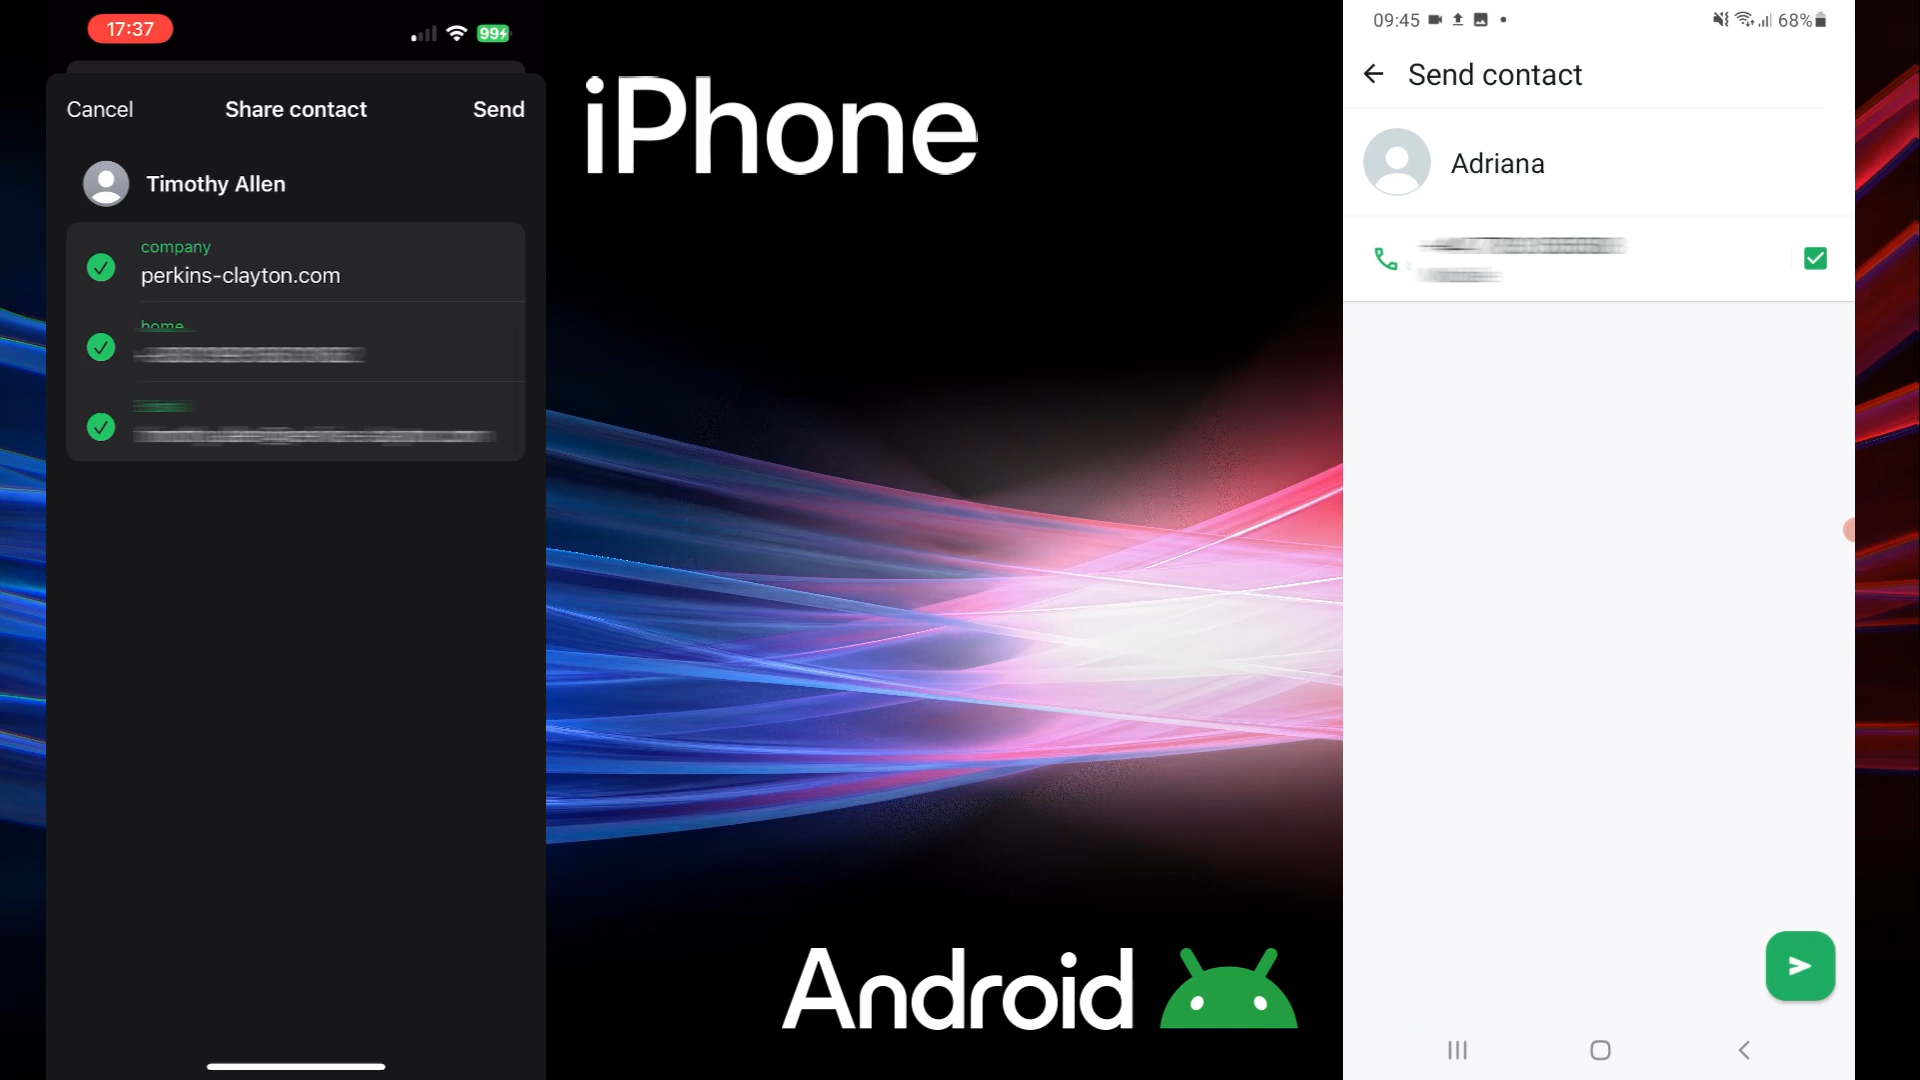 17:37
99
Cancel
Share contact
Send
Timothy Allen
company
perkins-clayton.com
home
iPhone
Android
09:45
68%
Send contact
Adriana